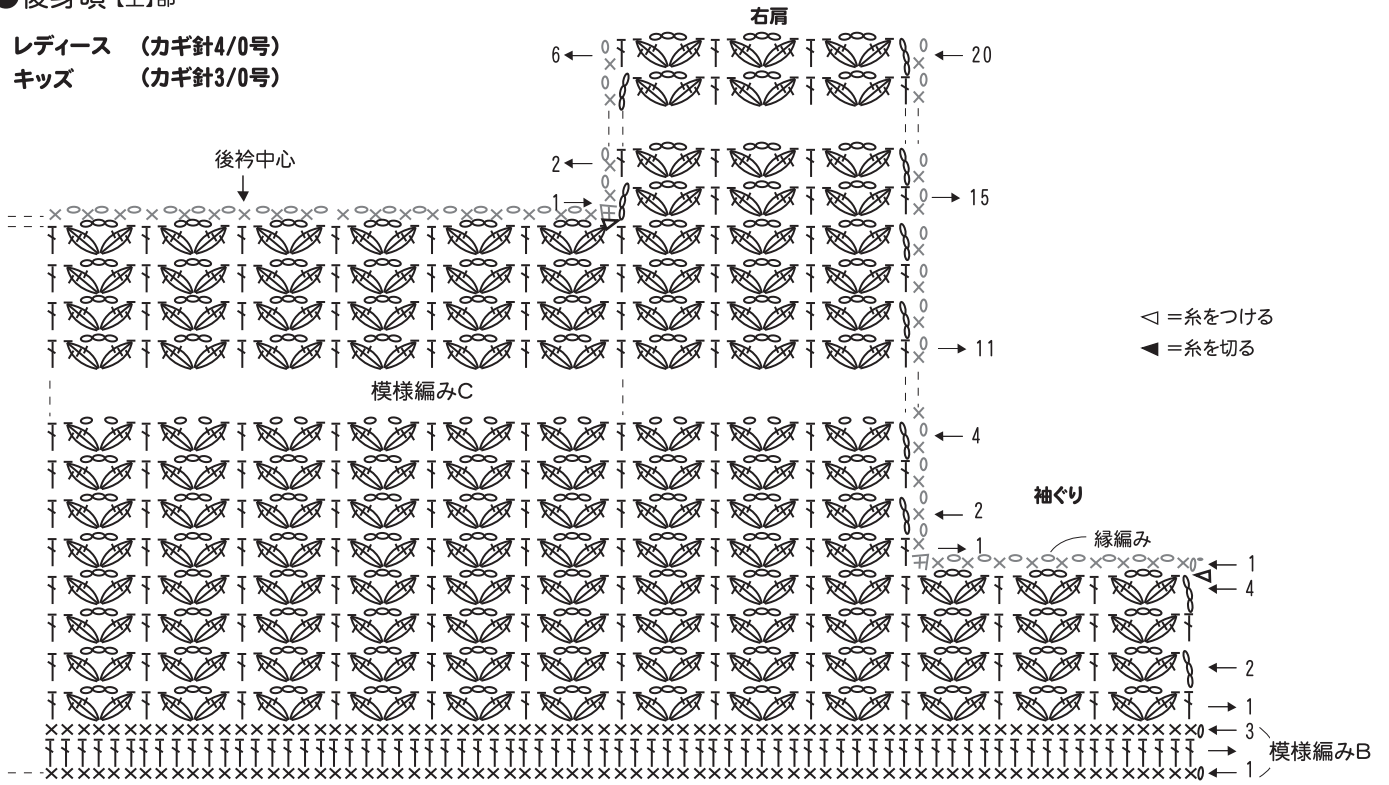 ●後身頃【上】部
レディース （カギ針4/0号）
キッズ （カギ針3/0号）
右肩
6
20
後衿中心
2
1
15
＝糸をつける
＝糸を切る
11
模様編みC
4
袖ぐり
2
1
縁編み
1
4
2
1
3
模様編みB
1